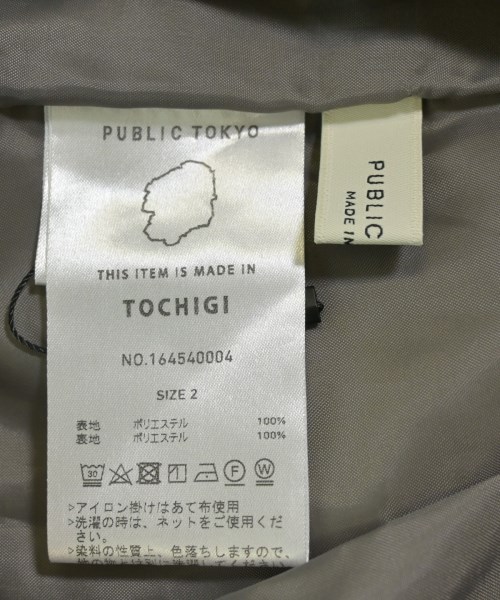 PUBLIC TOKYO
THIS ITEM IS MADE IN
TOCHIGI
NO.164540004
SIZE 2
表地 ポリエステル 100%
裏地 ポリエステル 100%
30
F
W
>アイロン掛けはあて布使用
>洗濯の時は、ネットをご使用くだ
さい。
>染料の性質上、色落ちしますので、
PUBLIC
MADE IN